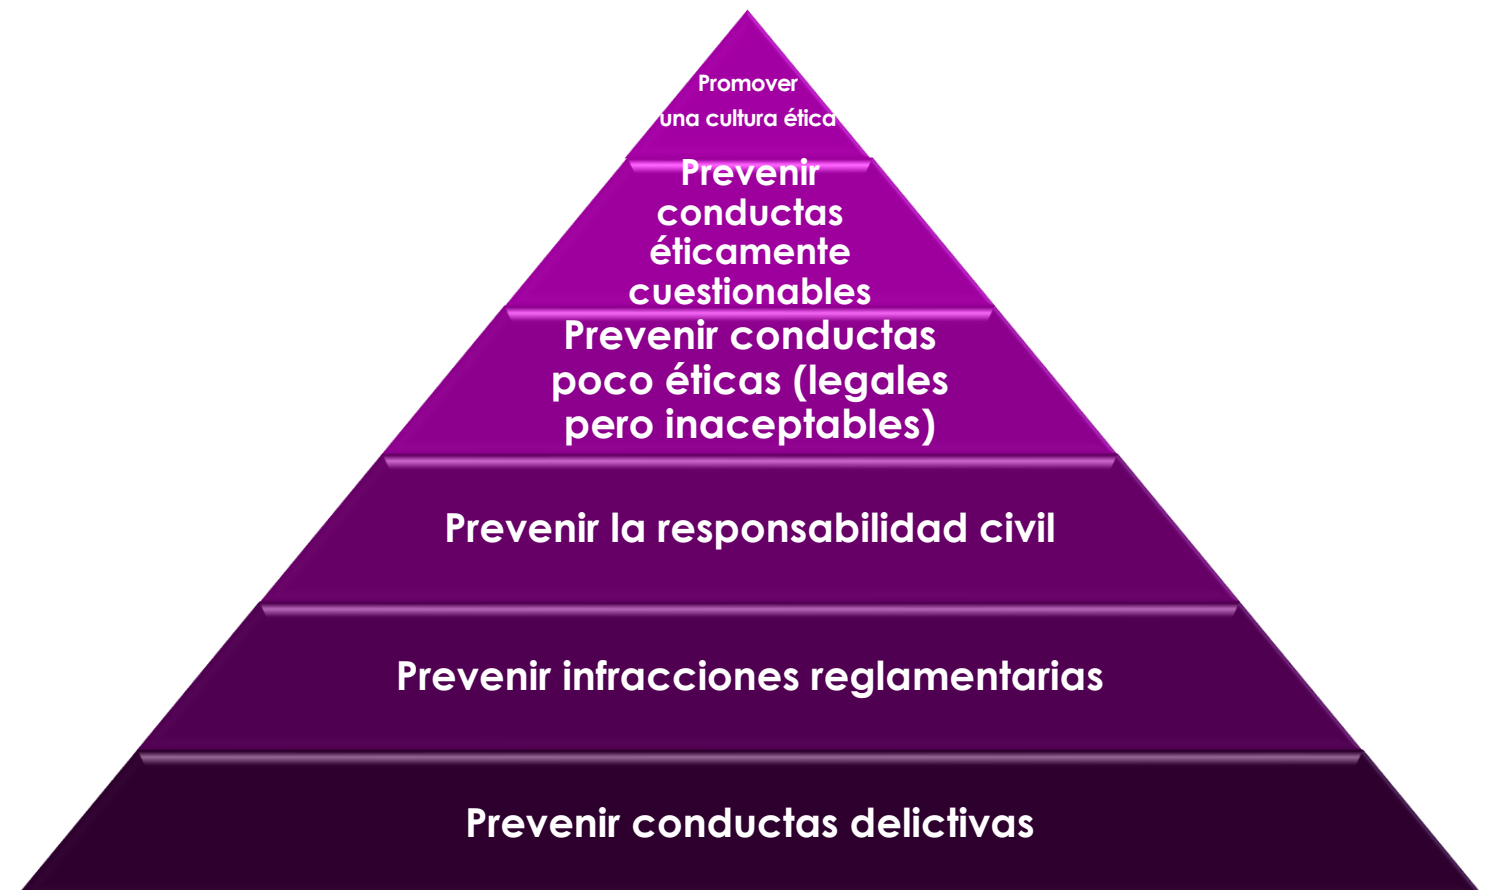 Promover
una cultura ética
Prevenir
conductas
éticamente
cuestionables
Prevenir conductas
poco éticas (legales
pero inaceptables)
Prevenir la responsabilidad civil
Prevenir infracciones reglamentarias
Prevenir conductas delictivas